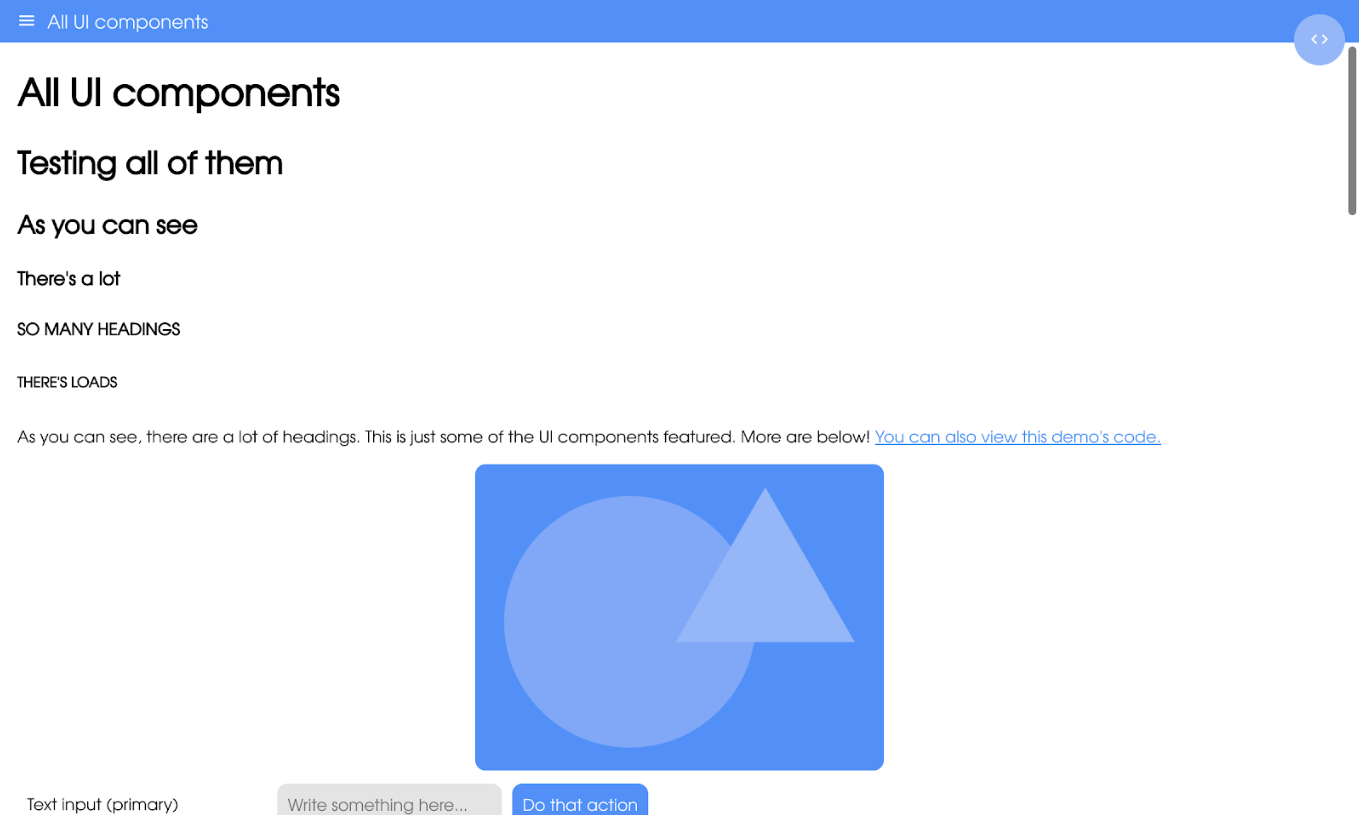 All UI components
All UI components
Testing all of them
As you can see
There's a lot
SO MANY HEADINGS
THERE'S LOADS
As you can see, there are a lot of headings. This is just some of the UI components featured. More are below! You can also view this demo's code.
Text input (primary) Write something here... Do that action